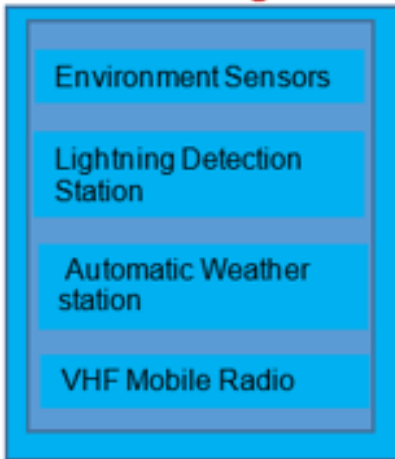 Environment Sensors
Lightning Detection
Station
Automatic Weather
station
VHF Mobile Radio